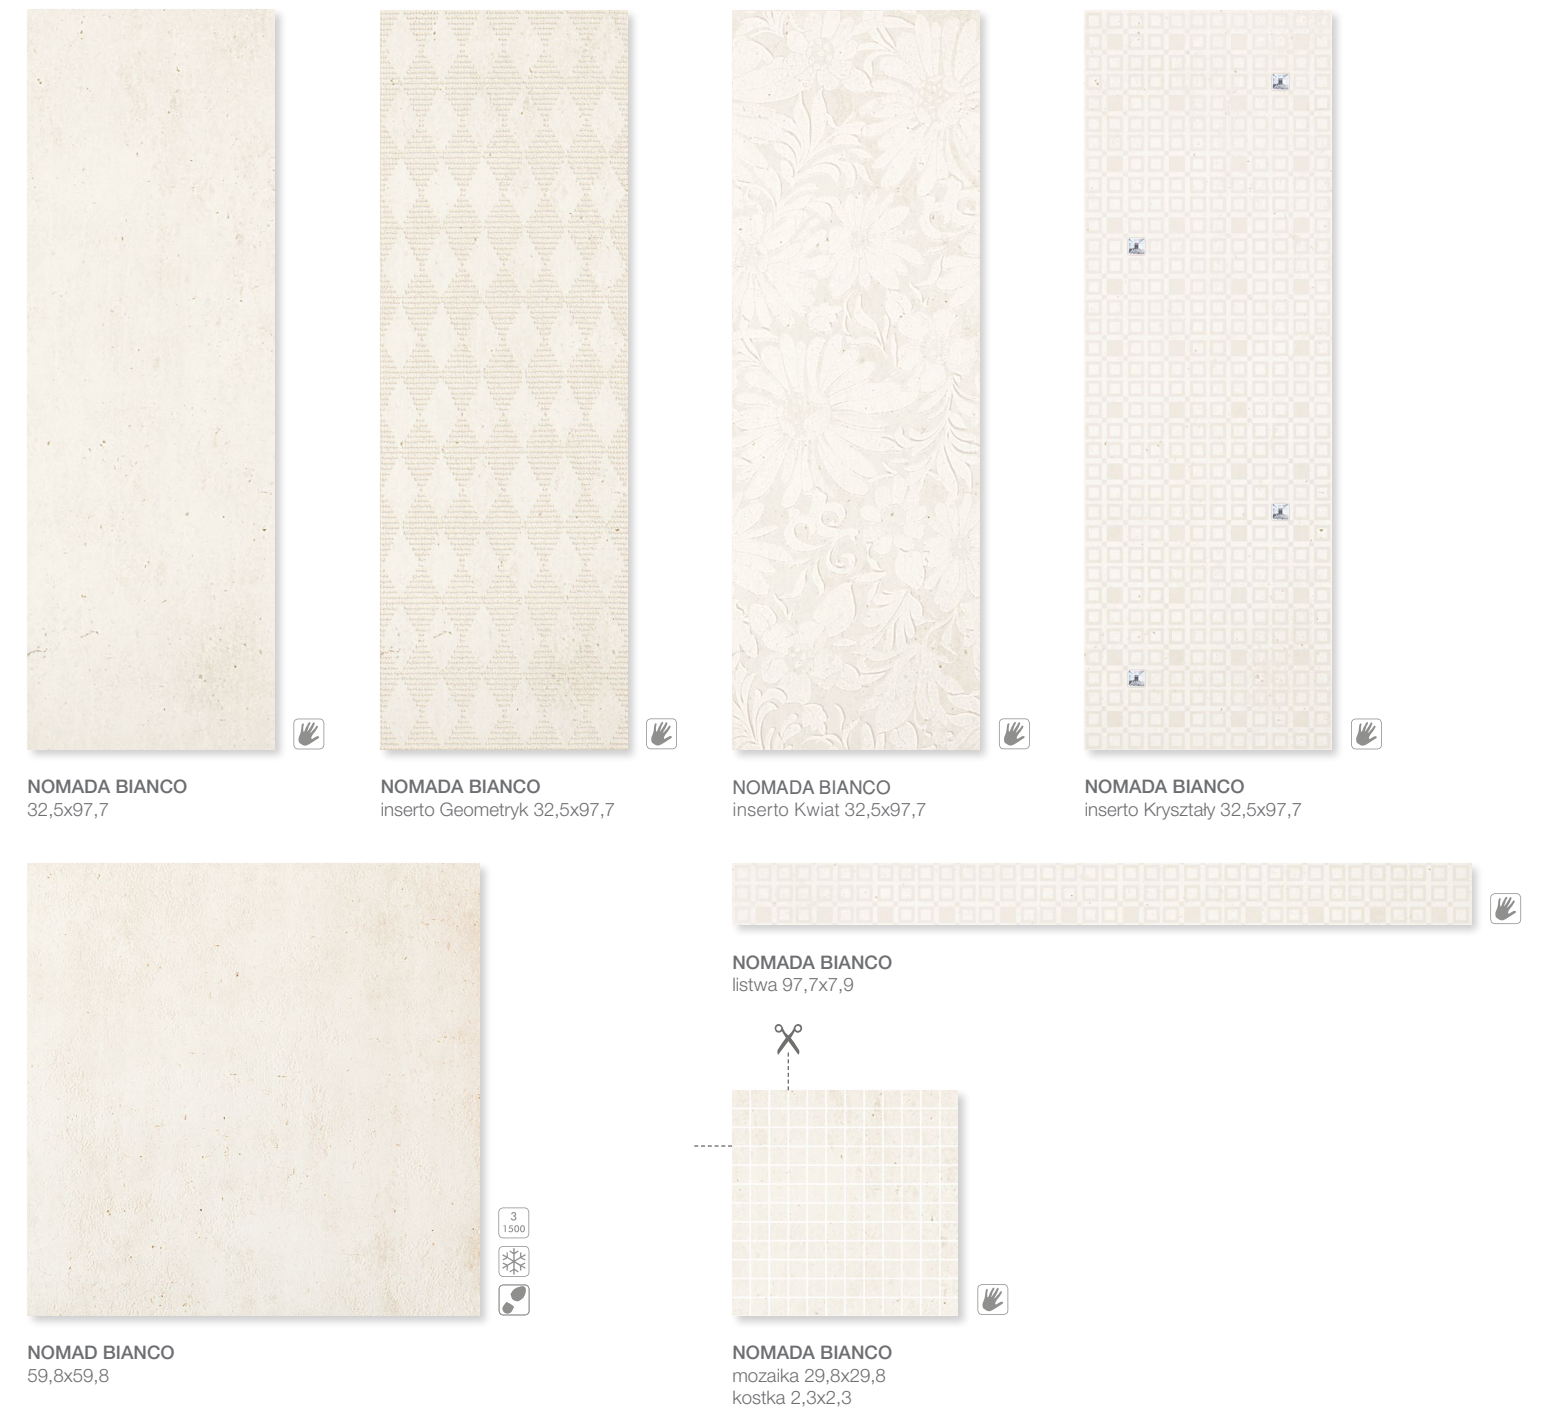 NOMADA BIANCO
32,5x97,7
NOMADA BIANCO
inserto Geometryk 32,5x97,7
NOMADA BIANCO
inserto Kwiat 32,5x97,7
NOMADA BIANCO
inserto Kryształy 32,5x97,7
NOMADA BIANCO
listwa 97,7x7,9
3
1500
NOMAD BIANCO
59,8x59,8
NOMADA BIANCO
mozaika 29,8x29,8
kostka 2,3x2,3